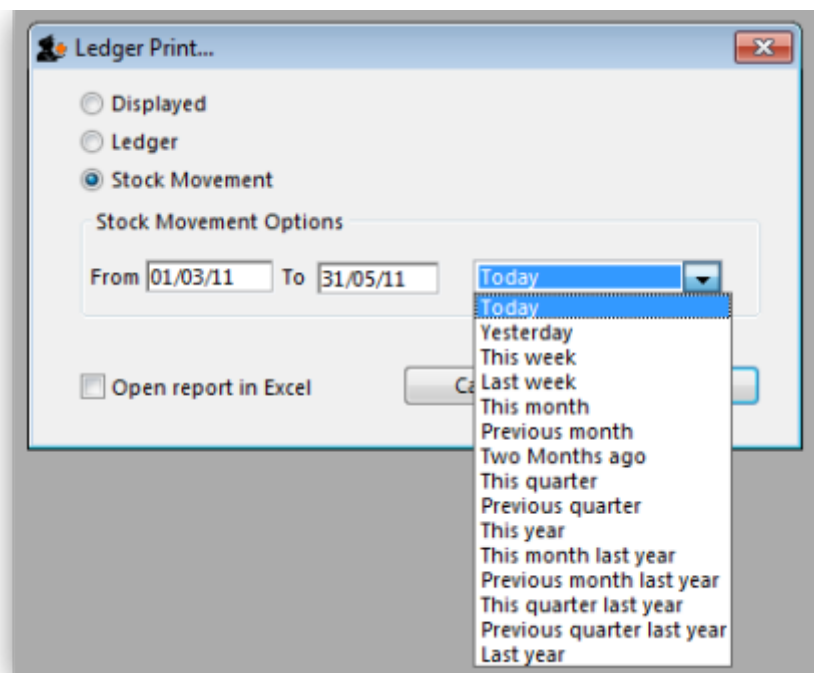 Ledger Print...
Displayed
Ledger
Stock Movement
Stock Movement Options
From 01/03/11 To 31/05/11 Today
Today
Yesterday
This week
Last week
This month
Previous month
Two Months ago
This quarter
Previous quarter
This year
This month last year
Previous month last year
This quarter last year
Previous quarter last year
Last year
Open report in Excel